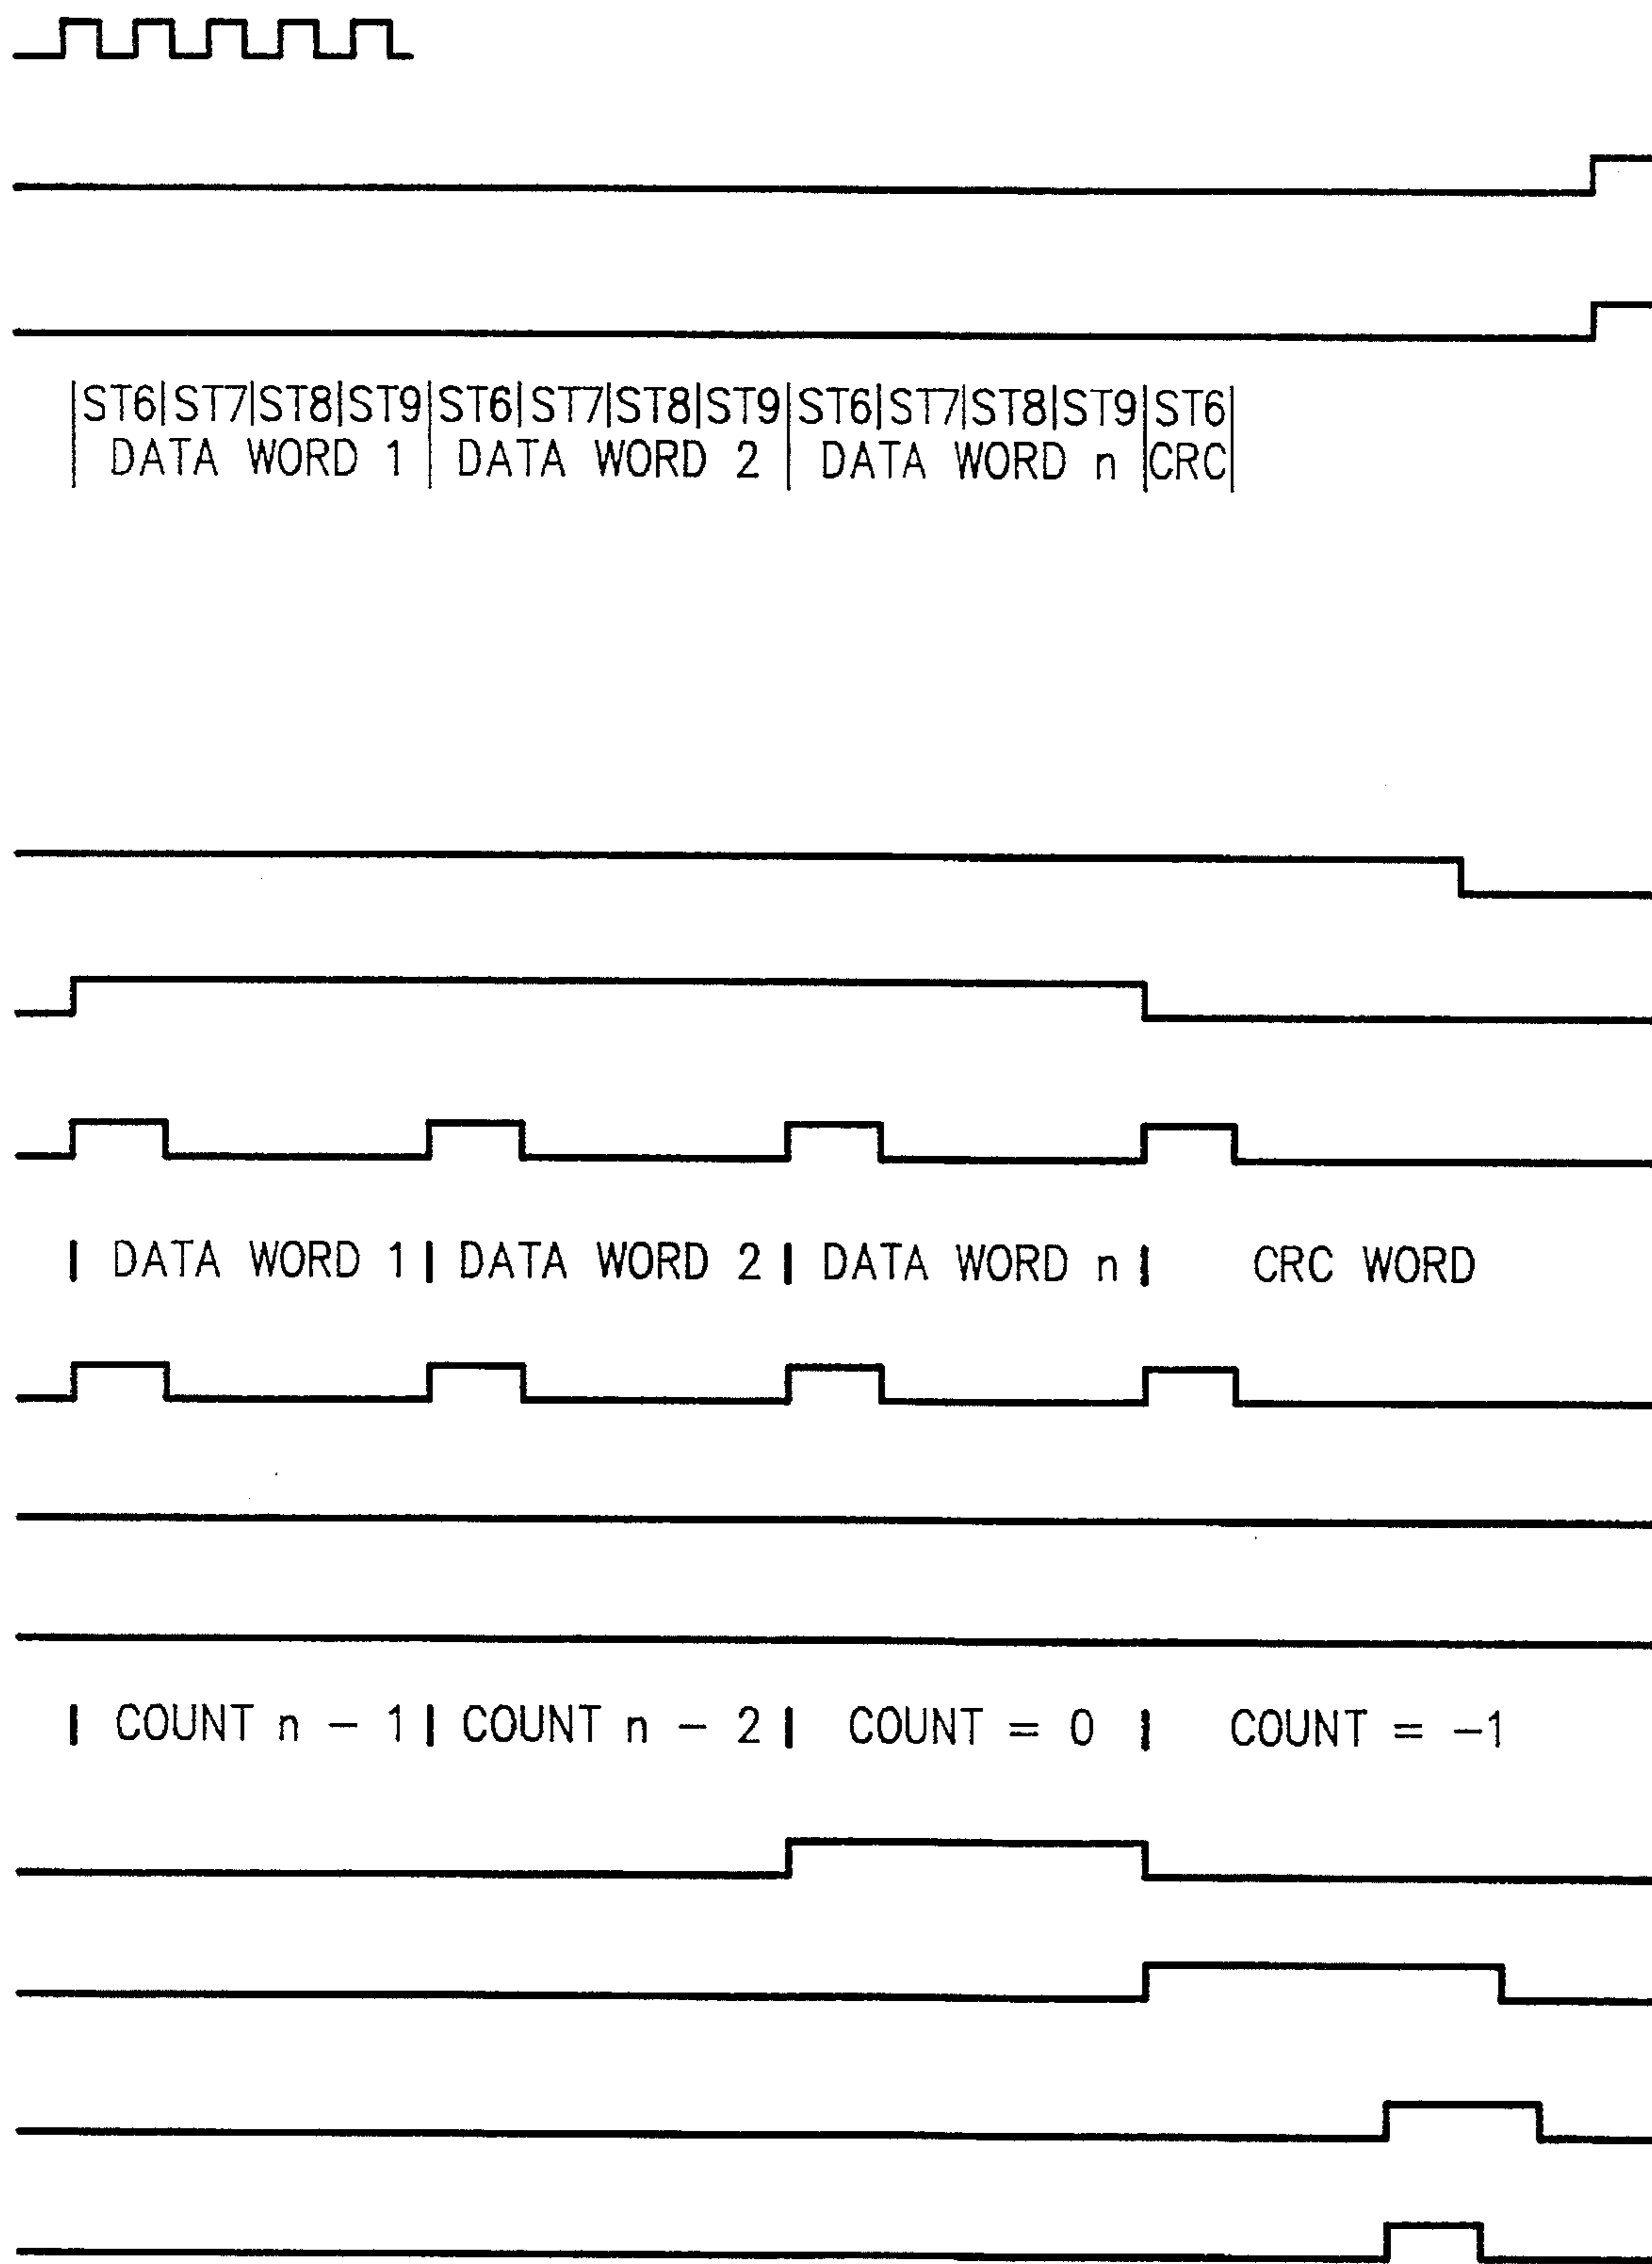 |ST6|ST7|ST8|ST9|ST6|ST7|ST8|ST9|ST6|ST7|ST8|ST9|ST6|
|DATA WORD 1|DATA WORD 2|DATA WORD n|CRC|
| DATA WORD 1 | DATA WORD 2 | DATA WORD n | CRC WORD
| COUNT n - 1 | COUNT n - 2 | COUNT = 0 | COUNT = -1